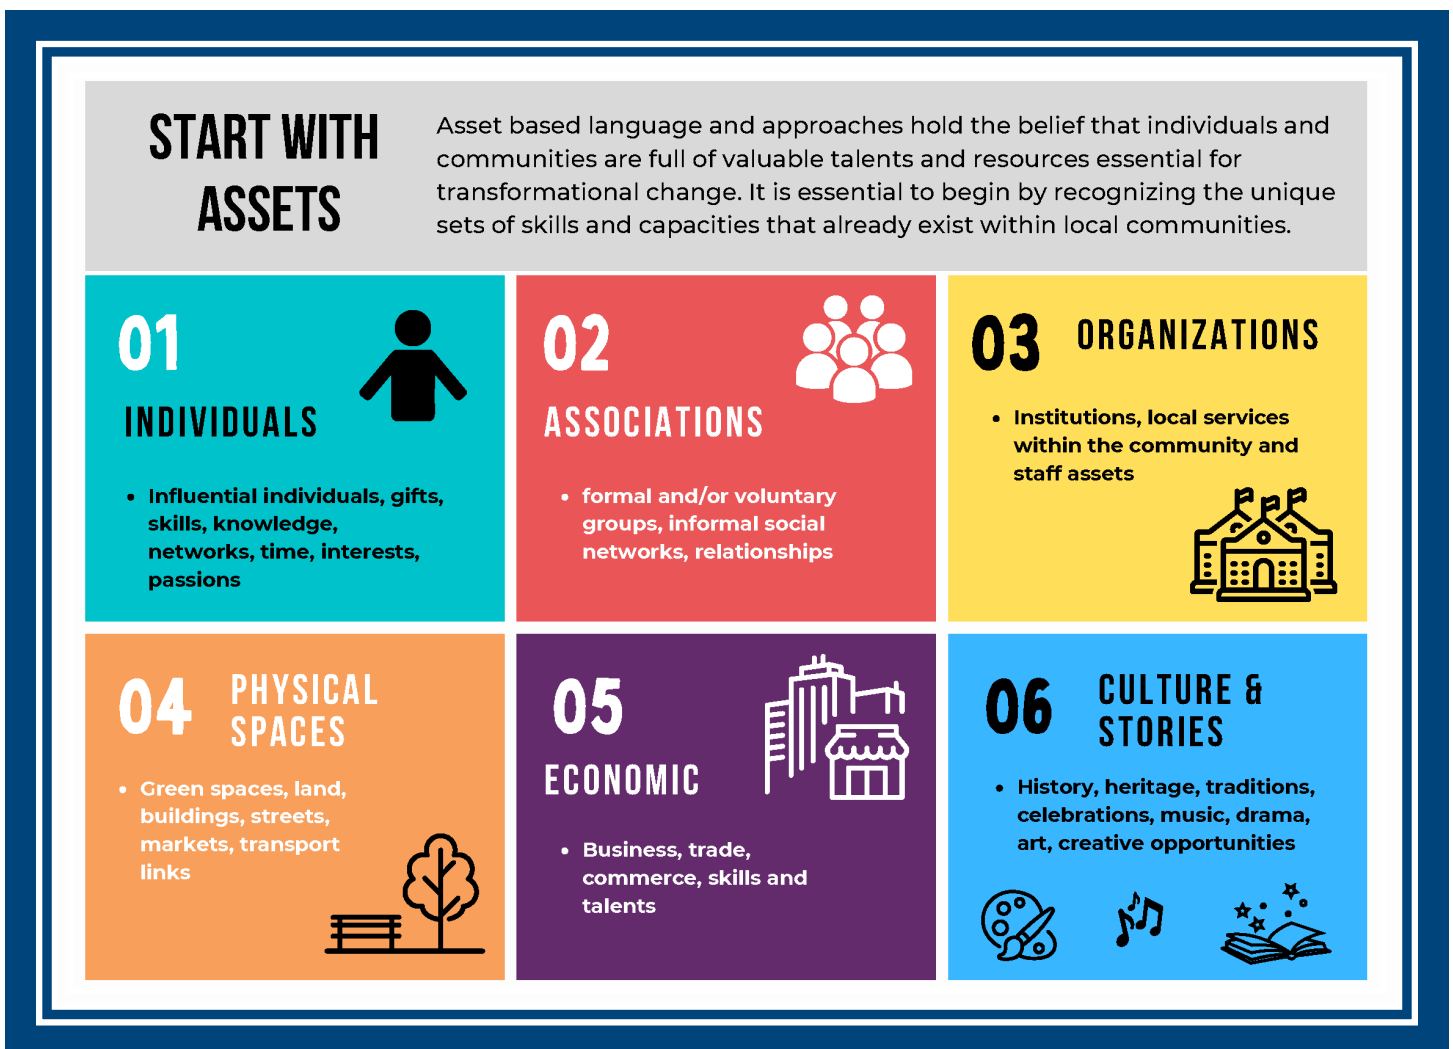 START WITH
ASSETS
Asset based language and approaches hold the belief that individuals and
communities are full of valuable talents and resources essential for
transformational change. It is essential to begin by recognizing the unique
sets of skills and capacities that already exist within local communities.
01
INDIVIDUALS
• Influential individuals, gifts,
skills, knowledge,
networks, time, interests,
passions
02
ASSOCIATIONS
• formal and/or voluntary
groups, informal social
networks, relationships
03 ORGANIZATIONS
• Institutions, local services
within the community and
staff assets
04 PHYSICAL
SPACES
• Green spaces, land,
buildings, streets,
markets, transport
links
05
ECONOMIC
• Business, trade,
commerce, skills and
talents
06 CULTURE &
STORIES
• History, heritage, traditions,
celebrations, music, drama,
art, creative opportunities